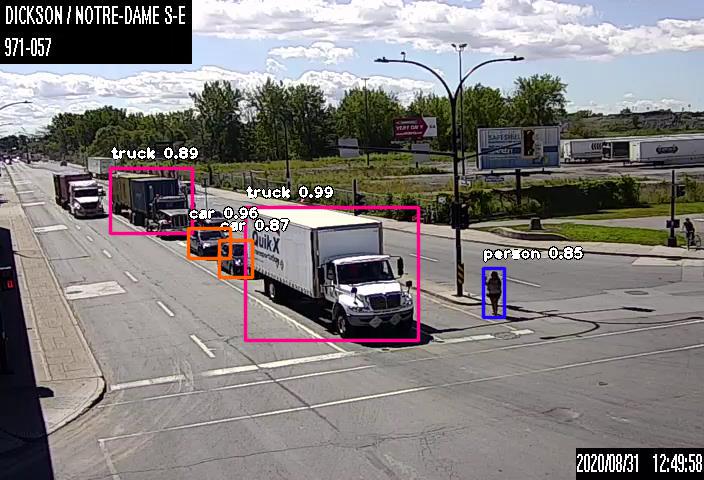 DICKSON / NOTRE-DAME S-E
971-057
truck 0.89
truck 0.99
car 0.96
car 0.87
person 0.85
QuikX
2020/08/31 12:49:58